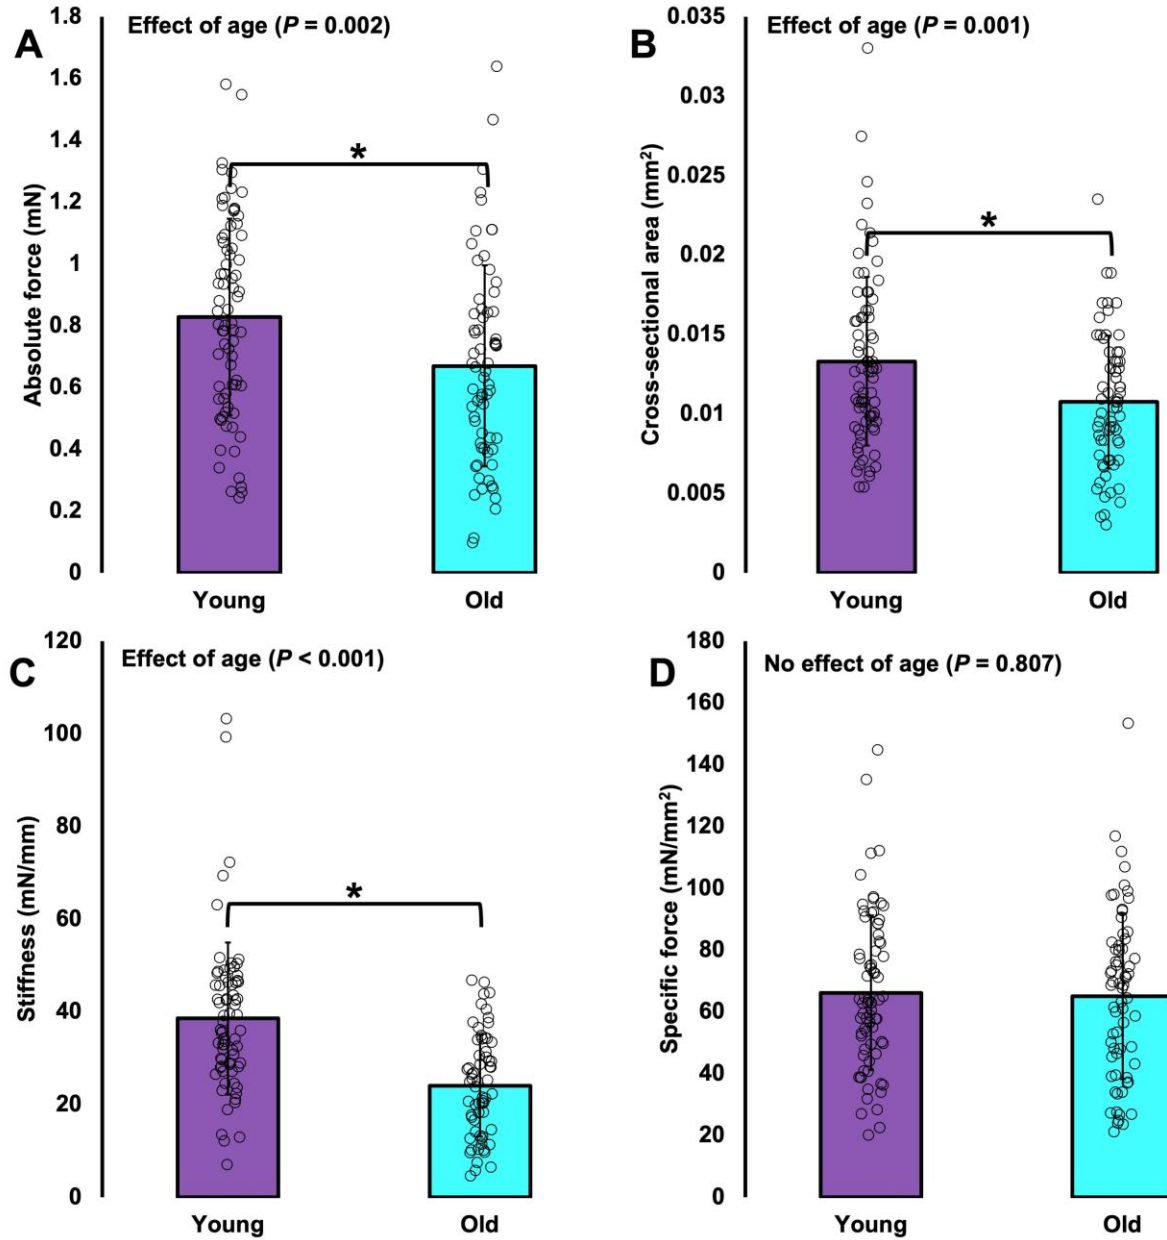 A
Effect of age (P = 0.002)
Absolute force (mN)
1.8
1.6
1.4
1.2
1
0.8
0.6
0.4
0.2
0
*
Young Old
B
Effect of age (P = 0.001)
Cross-sectional area (mm²)
0.035
0.03
0.025
0.02
0.015
0.01
0.005
0
*
Young Old
C
Effect of age (P < 0.001)
Stiffness (mN/mm)
120
100
80
60
40
20
0
*
Young Old
D
No effect of age (P = 0.807)
Specific force (mN/mm²)
180
160
140
120
100
80
60
40
20
0
Young Old